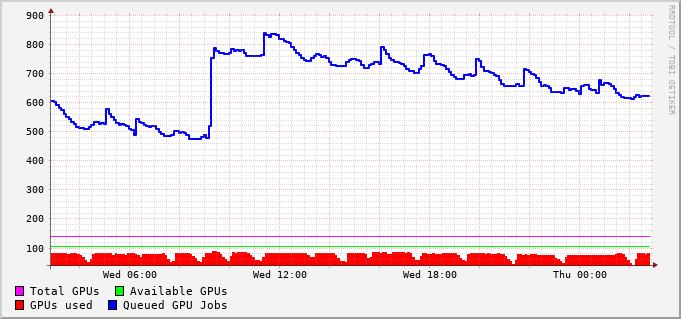 900
800
700
600
500
400
300
200
100
Wed 06:00 Wed 12:00 Wed 18:00 Thu 00:00
Total GPUs Available GPUs
GPUs used Queued GPU Jobs
RRDTOOL / TOBI OETIKER